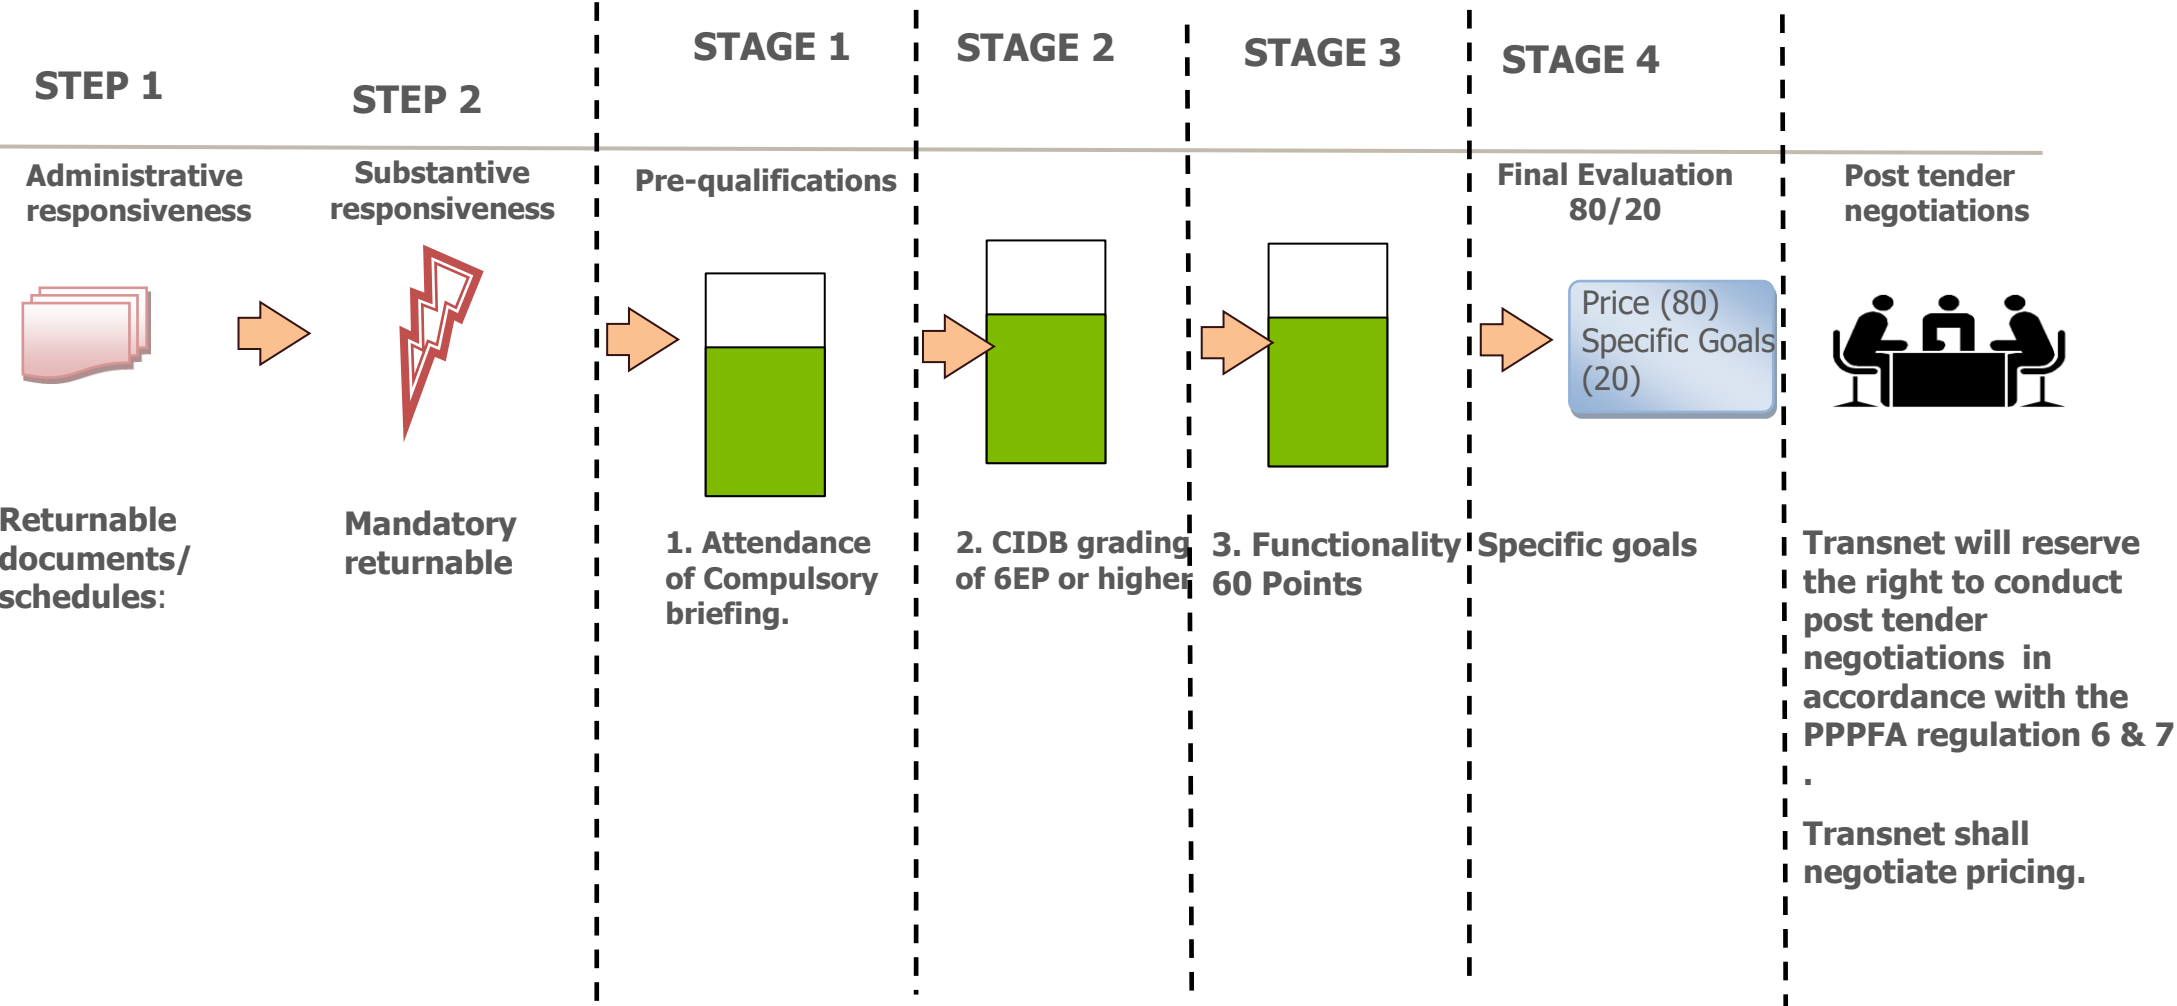 STEP 1
STEP 2
STAGE 1
STAGE 2
STAGE 3
STAGE 4
Administrative
responsiveness
Substantive
responsiveness
Pre-qualifications
Final Evaluation
80/20
Post tender
negotiations
Price (80)
Specific Goals
(20)
Returnable
documents/
schedules:
Mandatory
returnable
1. Attendance
of Compulsory
briefing.
2. CIDB grading
of 6EP or higher
3. Functionality
60 Points
Specific goals
Transnet will reserve
the right to conduct
post tender
negotiations in
accordance with the
PPPFA regulation 6 & 7
.
Transnet shall
negotiate pricing.